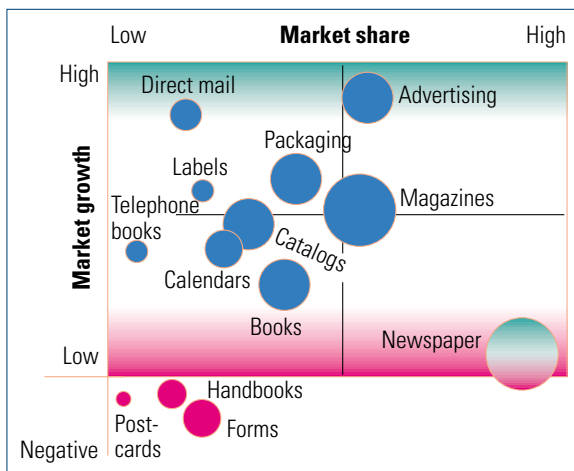 Low Market share High
High
Direct mail
Advertising
Packaging
Labels
Magazines
Telephone
books
Catalogs
Calendars
Books
Market growth
Newspaper
Low
Handbooks
Post-
cards
Forms
Negative